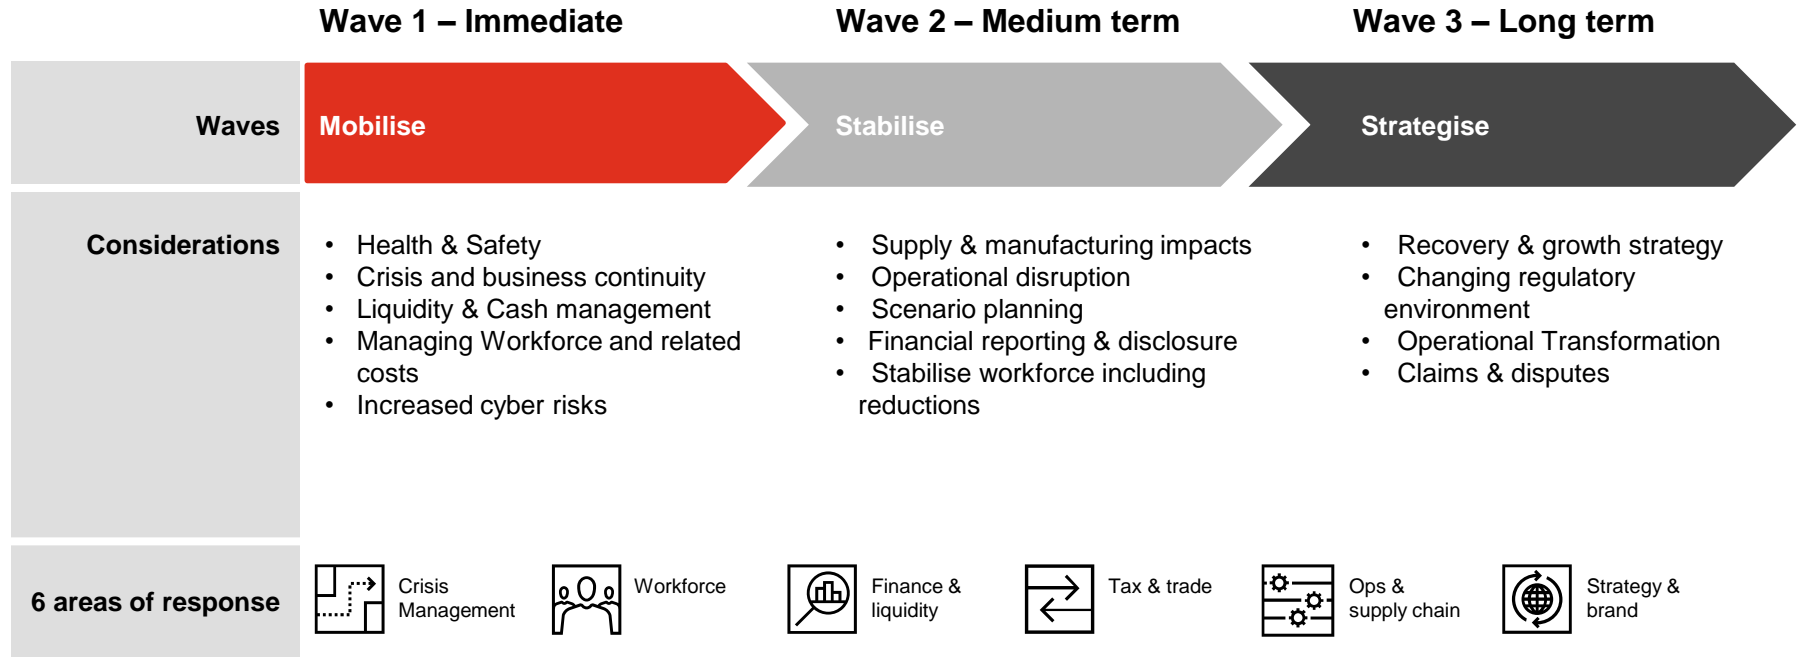 Wave 1 – Immediate
Wave 2 – Medium term
Wave 3 – Long term
Waves
Mobilise
Stabilise
Strategise
Considerations
• Health & Safety
• Crisis and business continuity
• Liquidity & Cash management
• Managing Workforce and related
costs
• Increased cyber risks
• Supply & manufacturing impacts
• Operational disruption
• Scenario planning
• Financial reporting & disclosure
• Stabilise workforce including
reductions
• Recovery & growth strategy
• Changing regulatory
environment
• Operational Transformation
• Claims & disputes
6 areas of response
Crisis
Management
Workforce
Finance &
liquidity
Tax & trade
Ops &
supply chain
Strategy &
brand